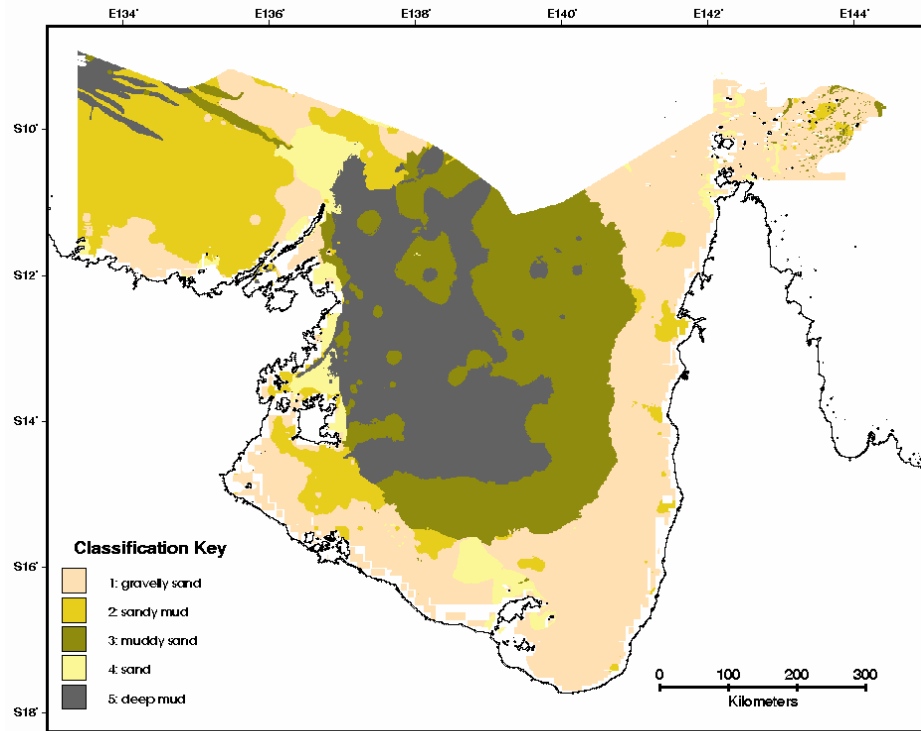 E134° E136° E138° E140° E142° E144°
S10°
S12°
S14°
S16°
S18°
Classification Key
1: gravelly sand
2: sandy mud
3: muddy sand
4: sand
5: deep mud
0 100 200 300
Kilometers